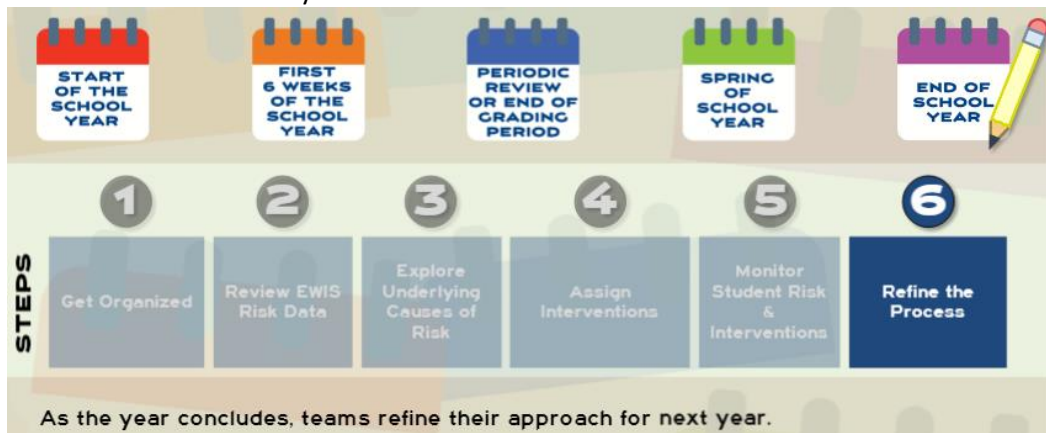 START
OF THE
SCHOOL
YEAR
FIRST
6 WEEKS
OF THE
SCHOOL
YEAR
PERIODIC
REVIEW
OR END OF
GRADING
PERIOD
SPRING
OF
SCHOOL
YEAR
END OF
SCHOOL
YEAR
STEPS
1
Get Organized
2
Review EWIS
Risk Data
3
Explore
Underlying
Causes of
Risk
4
Assign
Interventions
5
Monitor
Student Risk
&
Interventions
6
Refine the
Process
As the year concludes, teams refine their approach for next year.